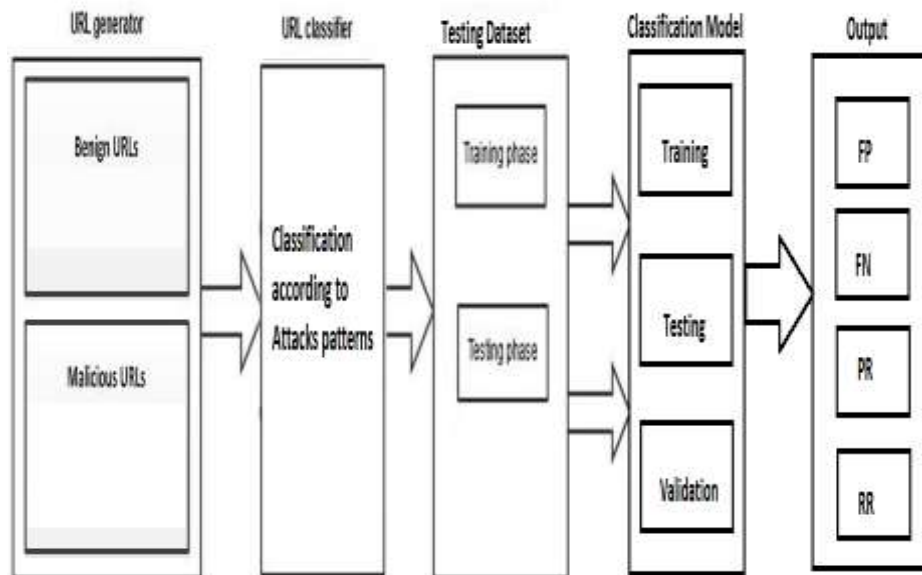 URL generator
Benign URLs
Malicious URLs
URL classifier
Classification
according to
Attacks patterns
Testing Dataset
Training phase
Testing phase
Classification Model
Training
Testing
Validation
Output
FP
FN
PR
RR